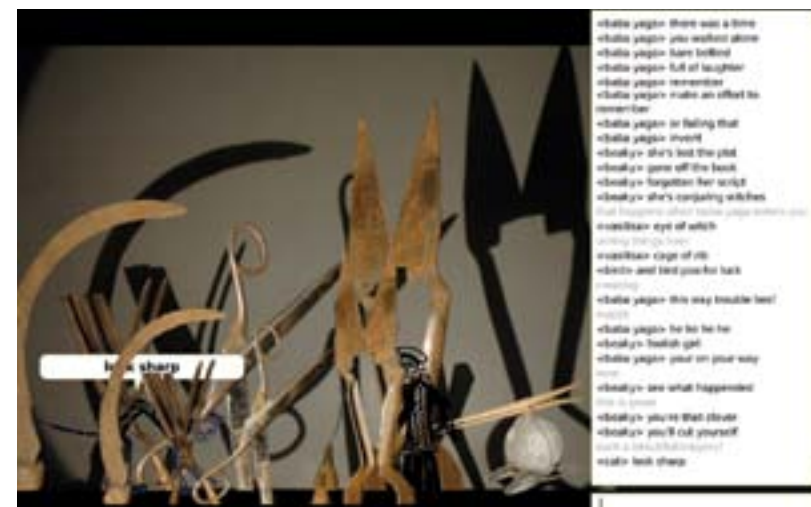 look sharp
<baba yaga> there was a time
<baba yaga> you walked alone
<baba yaga> bare
<baba yaga> full of laughter
<baba yaga> remember
<baba yaga> make an effort to
remember
<baba yaga> or failing that
<baba yaga> invent
<beaky> she's lost the plot
<beaky> gone off the book
<beaky> forgotten her script
<beaky> she's conjuring witches
<vasilisa> eye of witch
<vasilisa> cage of rib
and bird paw for luck
<baba yaga> this way trouble lies!
<baba yaga> he he he he
<beaky> foolish girl
<baba yaga> your on your way
<beaky> see what happended
<beaky> you're that clever
<beaky> you'll cut yourself
<cat> look sharp